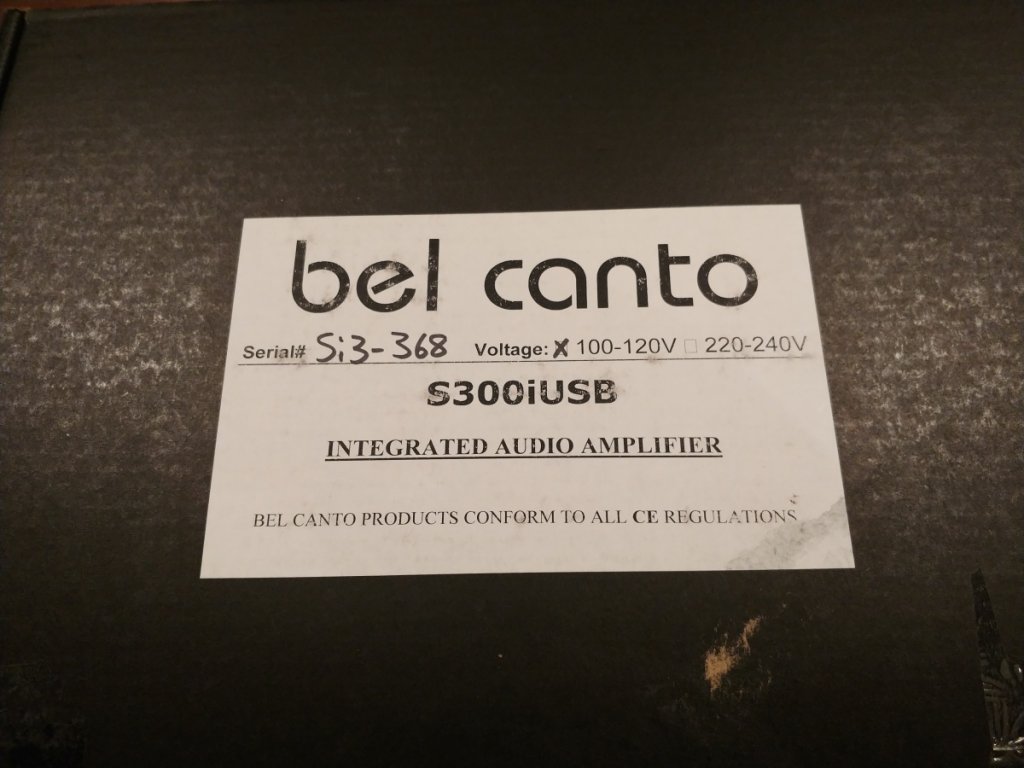 bel canto
Serial# Si3-368 Voltage: X 100-120V □ 220-240V
S300iUSB
INTEGRATED AUDIO AMPLIFIER
BEL CANTO PRODUCTS CONFORM TO ALL CE REGULATIONS